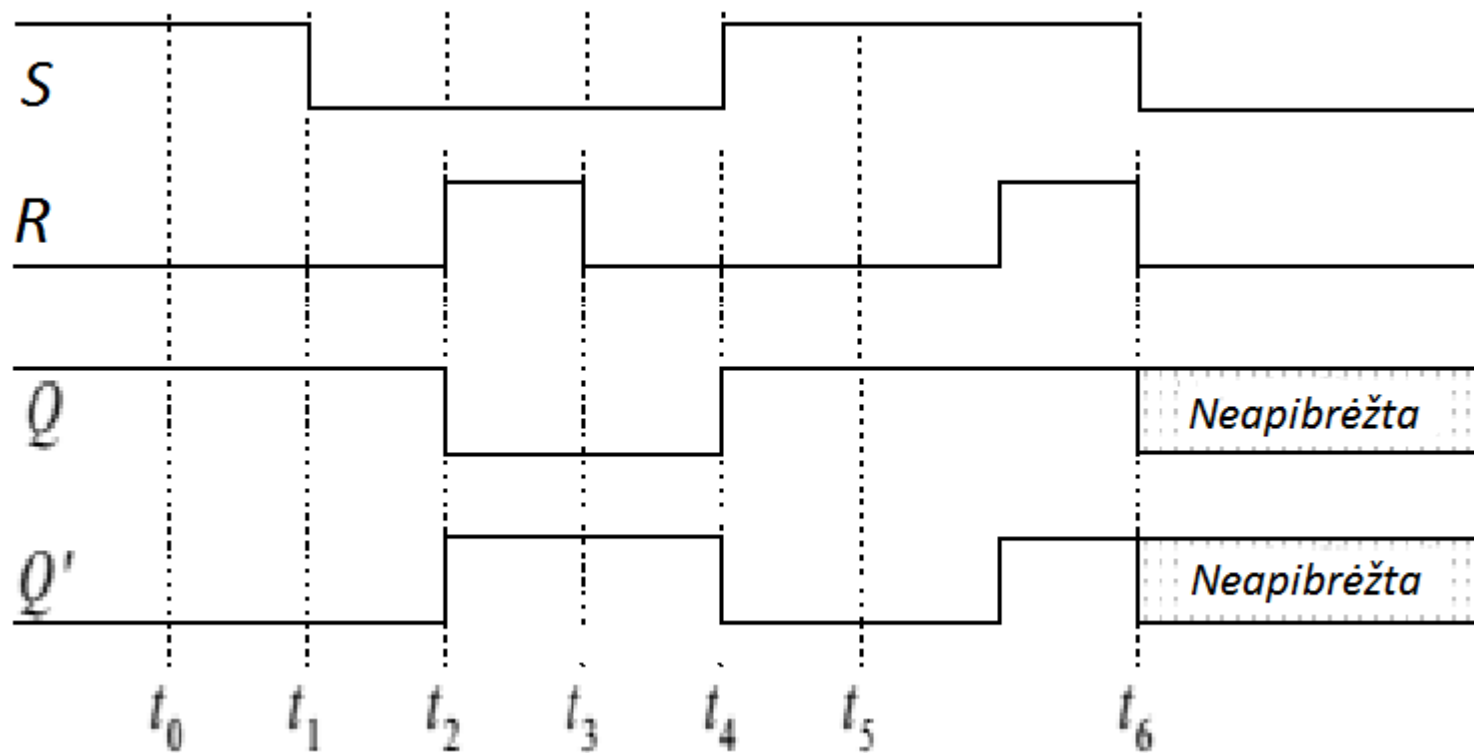 S
R
Q
Neapibrėžta
Q'
Neapibrėžta
t₀ t₁ t₂ t₃ t₄ t₅ t₆